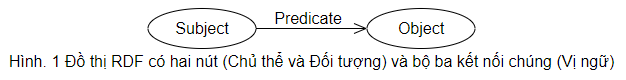 Predicate
Subject
Object
Hình. 1 Đồ thị RDF có hai nút (Chủ thể và Đối tượng) và bộ ba kết nối chúng (Vị ngữ)